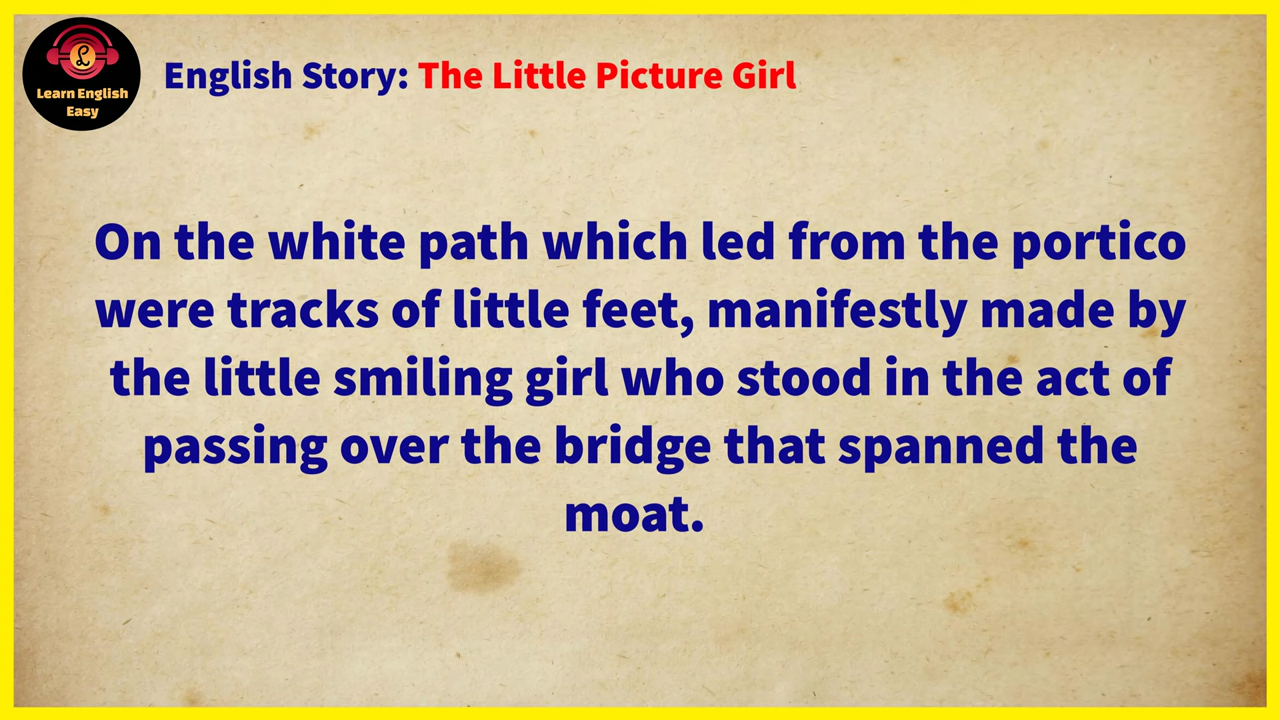 Learn English
Easy
English Story: The Little Picture Girl
On the white path which led from the portico
were tracks of little feet, manifestly made by
the little smiling girl who stood in the act of
passing over the bridge that spanned the
moat.